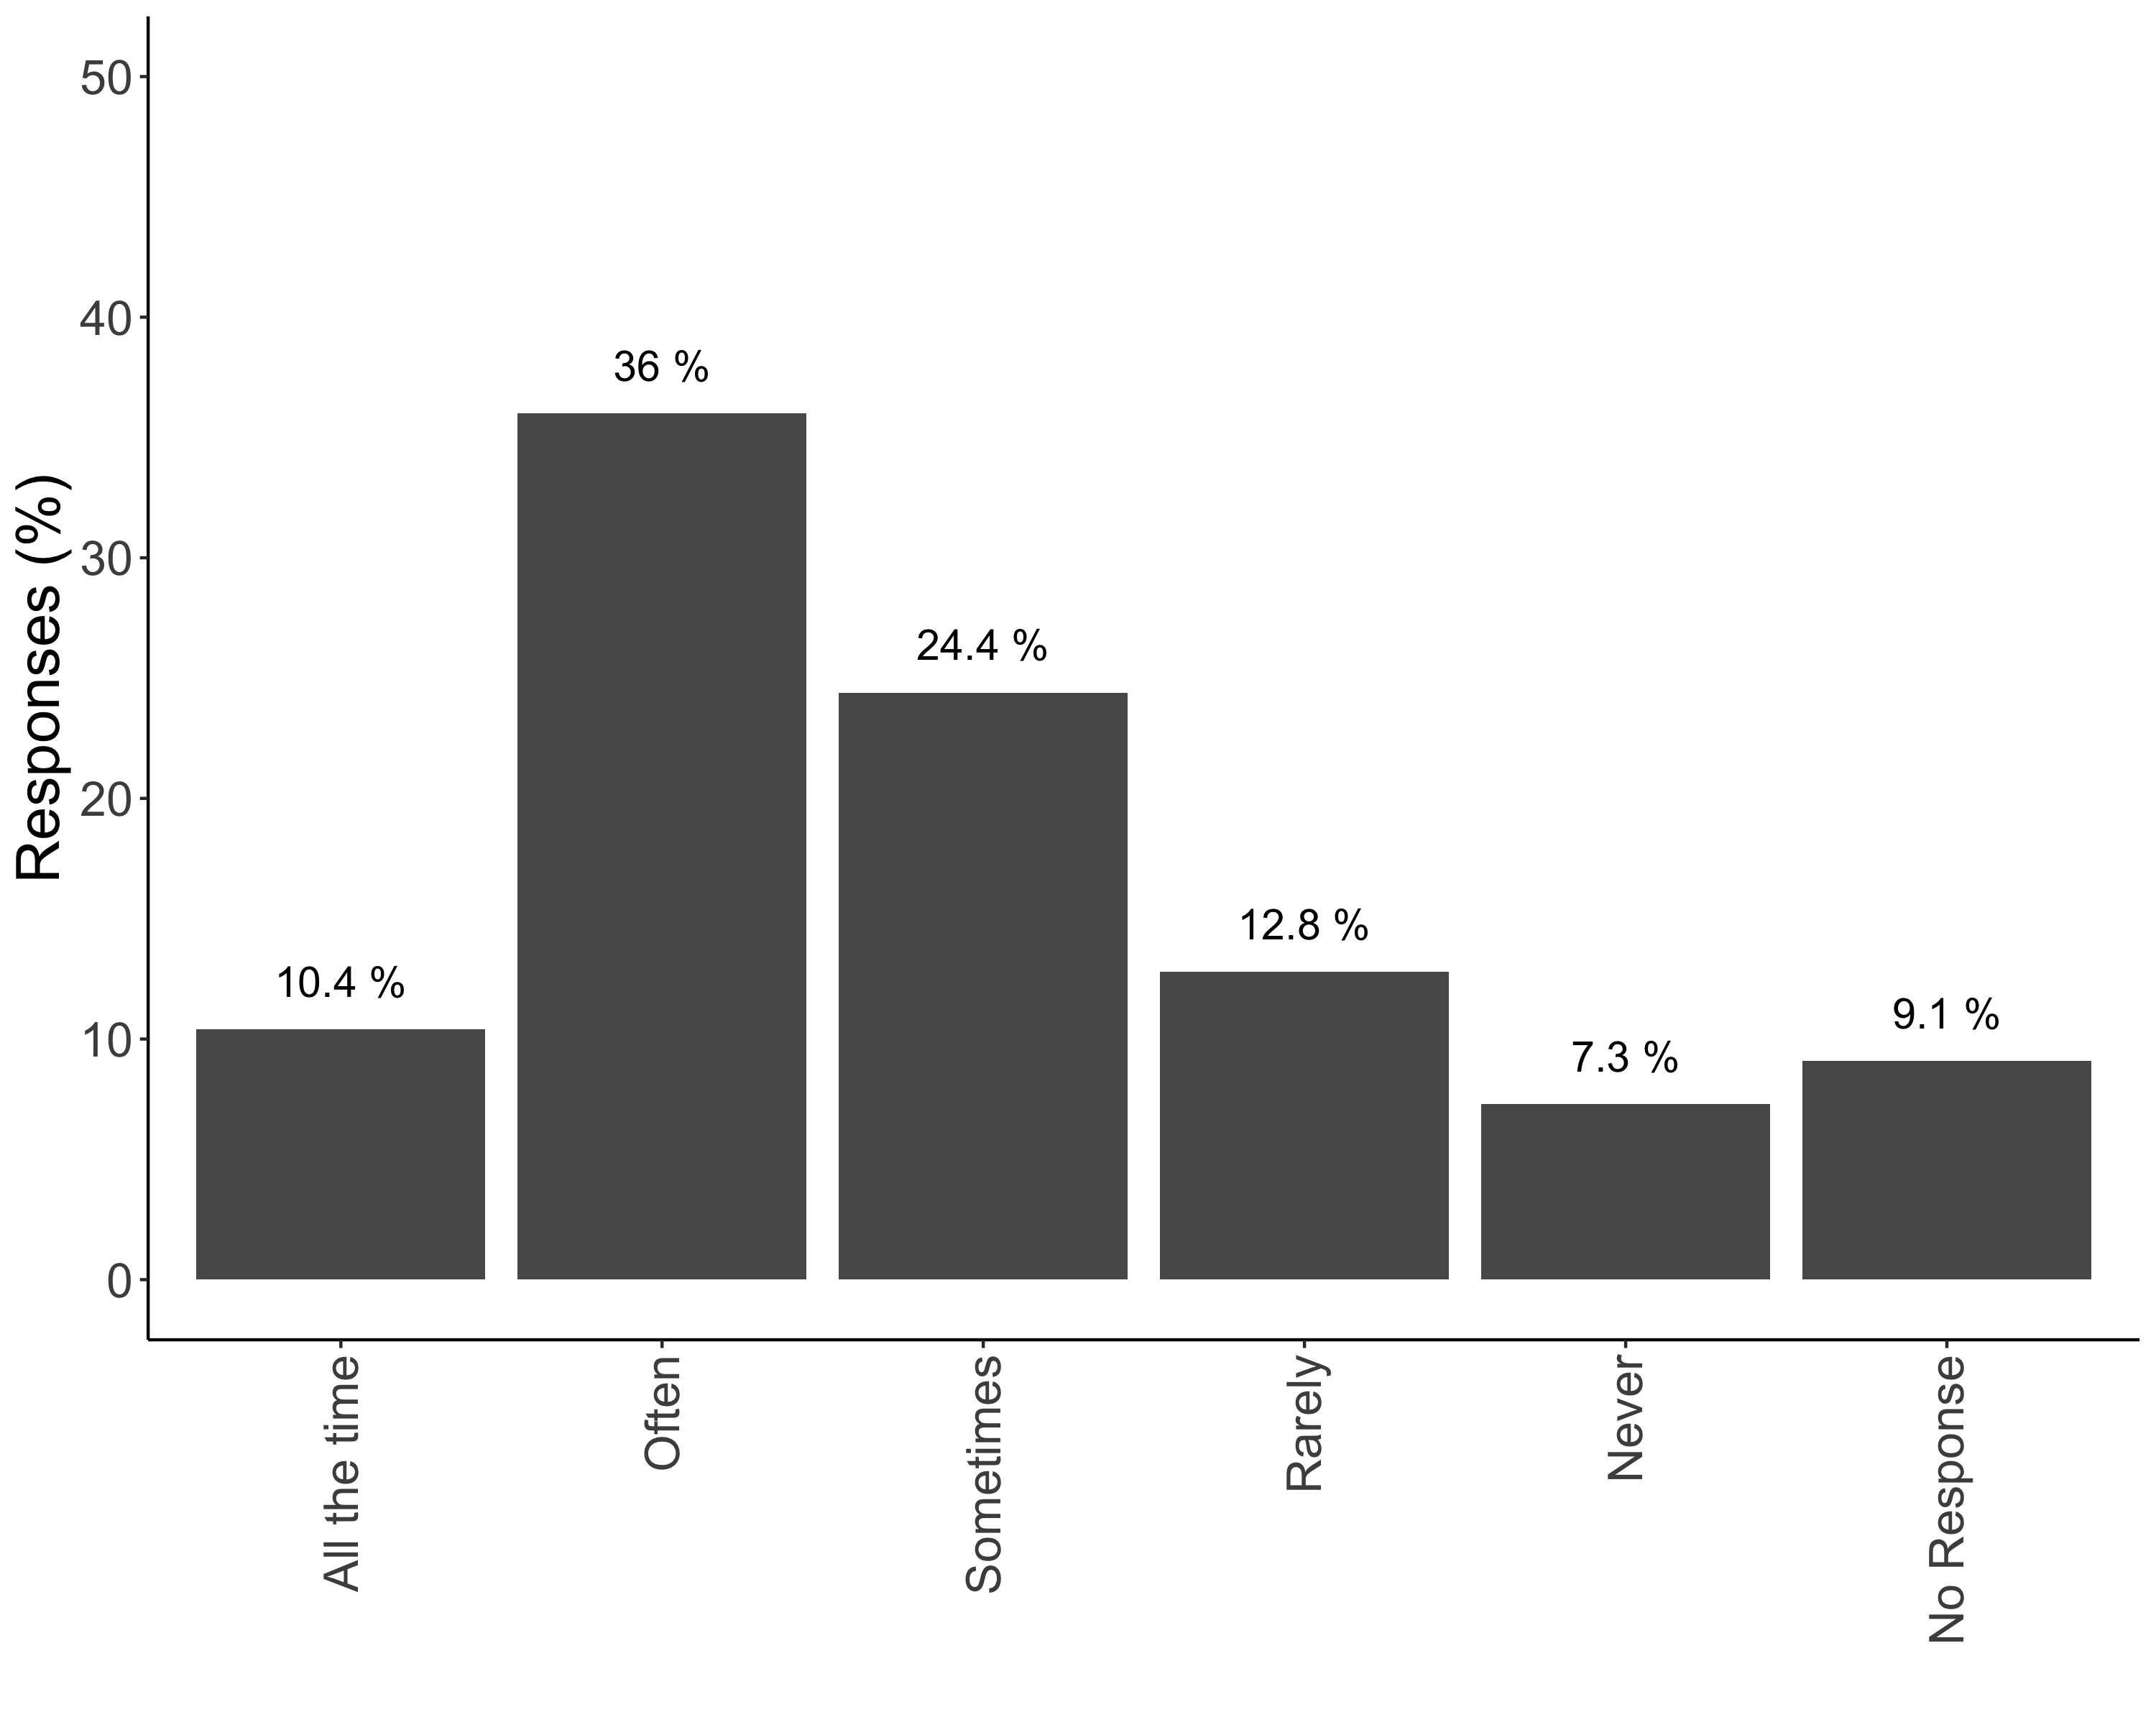 Responses (%)
50
40
30
20
10
0
10.4 %
36 %
24.4 %
12.8 %
7.3 %
9.1 %
All the time
Often
Sometimes
Rarely
Never
No Response